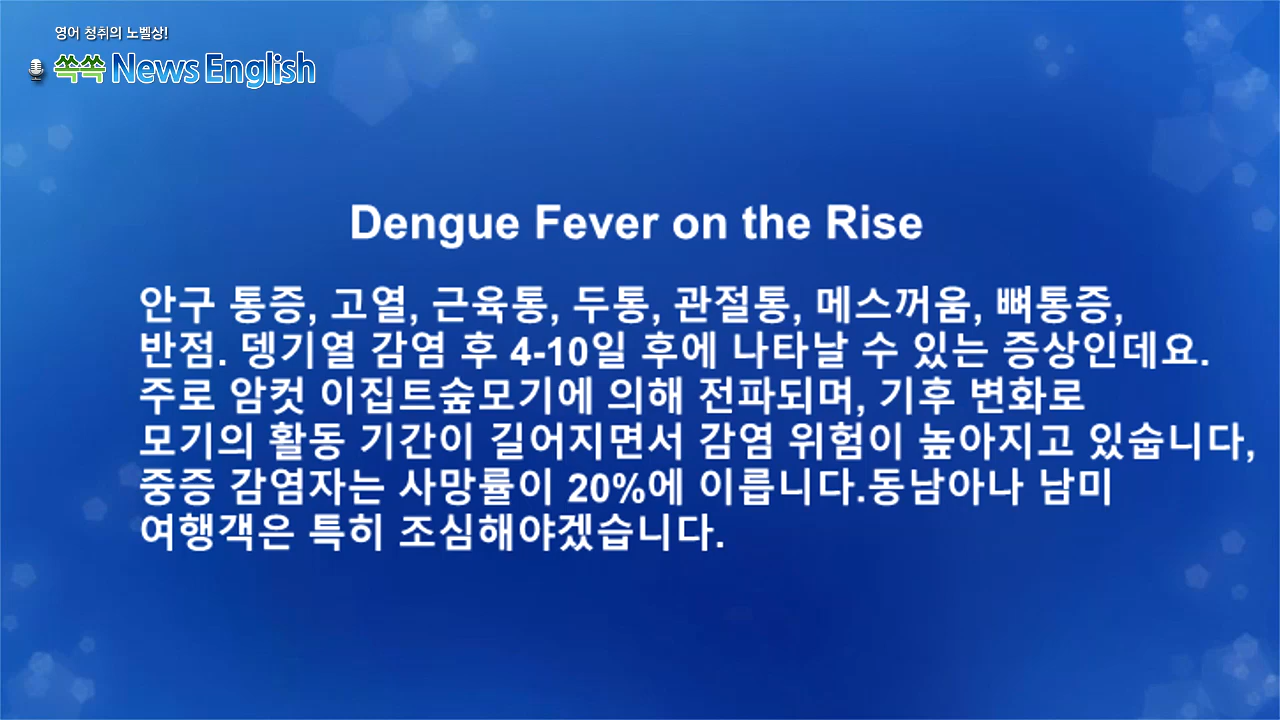 영어 청취의 노벨상!
쏙쏙 News English
Dengue Fever on the Rise
안구 통증, 고열, 근육통, 두통, 관절통, 메스꺼움, 뼈통증,
반점. 뎅기열 감염 후 4-10일 후에 나타날 수 있는 증상인데요.
주로 암컷 이집트숲모기에 의해 전파되며, 기후 변화로
모기의 활동 기간이 길어지면서 감염 위험이 높아지고 있숩니다,
중증 감염자는 사망률이 20%에 이릅니다.동남아나 남미
여행객은 특히 조심해야겠습니다.